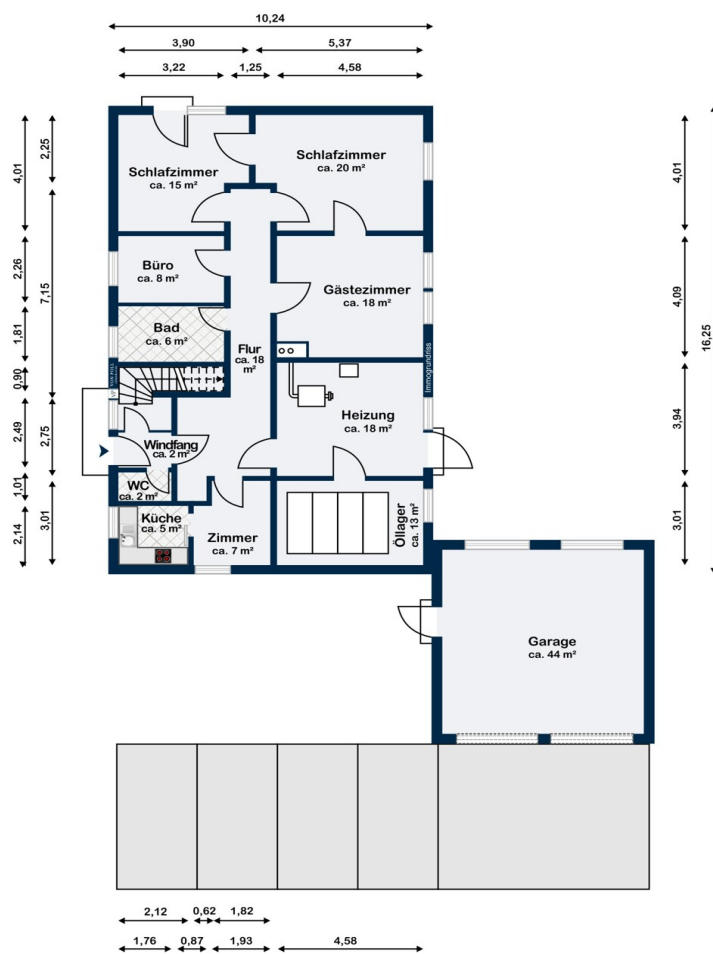 10,24
3,90
5,37
3,22
1,25
4,58
4,01
2,25
7,15
2,26
1,81
0,90
2,49
2,75
1,01
3,01
2,14
4,01
4,09
3,94
3,01
16,25
Schlafzimmer
ca. 15 m²
Schlafzimmer
ca. 20 m²
Büro
ca. 8 m²
Gästezimmer
ca. 18 m²
Bad
ca. 6 m²
Flur
ca. 18
m²
Immogrundriss
Heizung
ca. 18 m²
Windfang
ca. 2 m²
WC
ca. 2 m²
Küche
ca. 5 m²
Zimmer
ca. 7 m²
Öllager
ca. 13 m²
Garage
ca. 44 m²
2,12
0,62
1,82
1,76
0,87
1,93
4,58